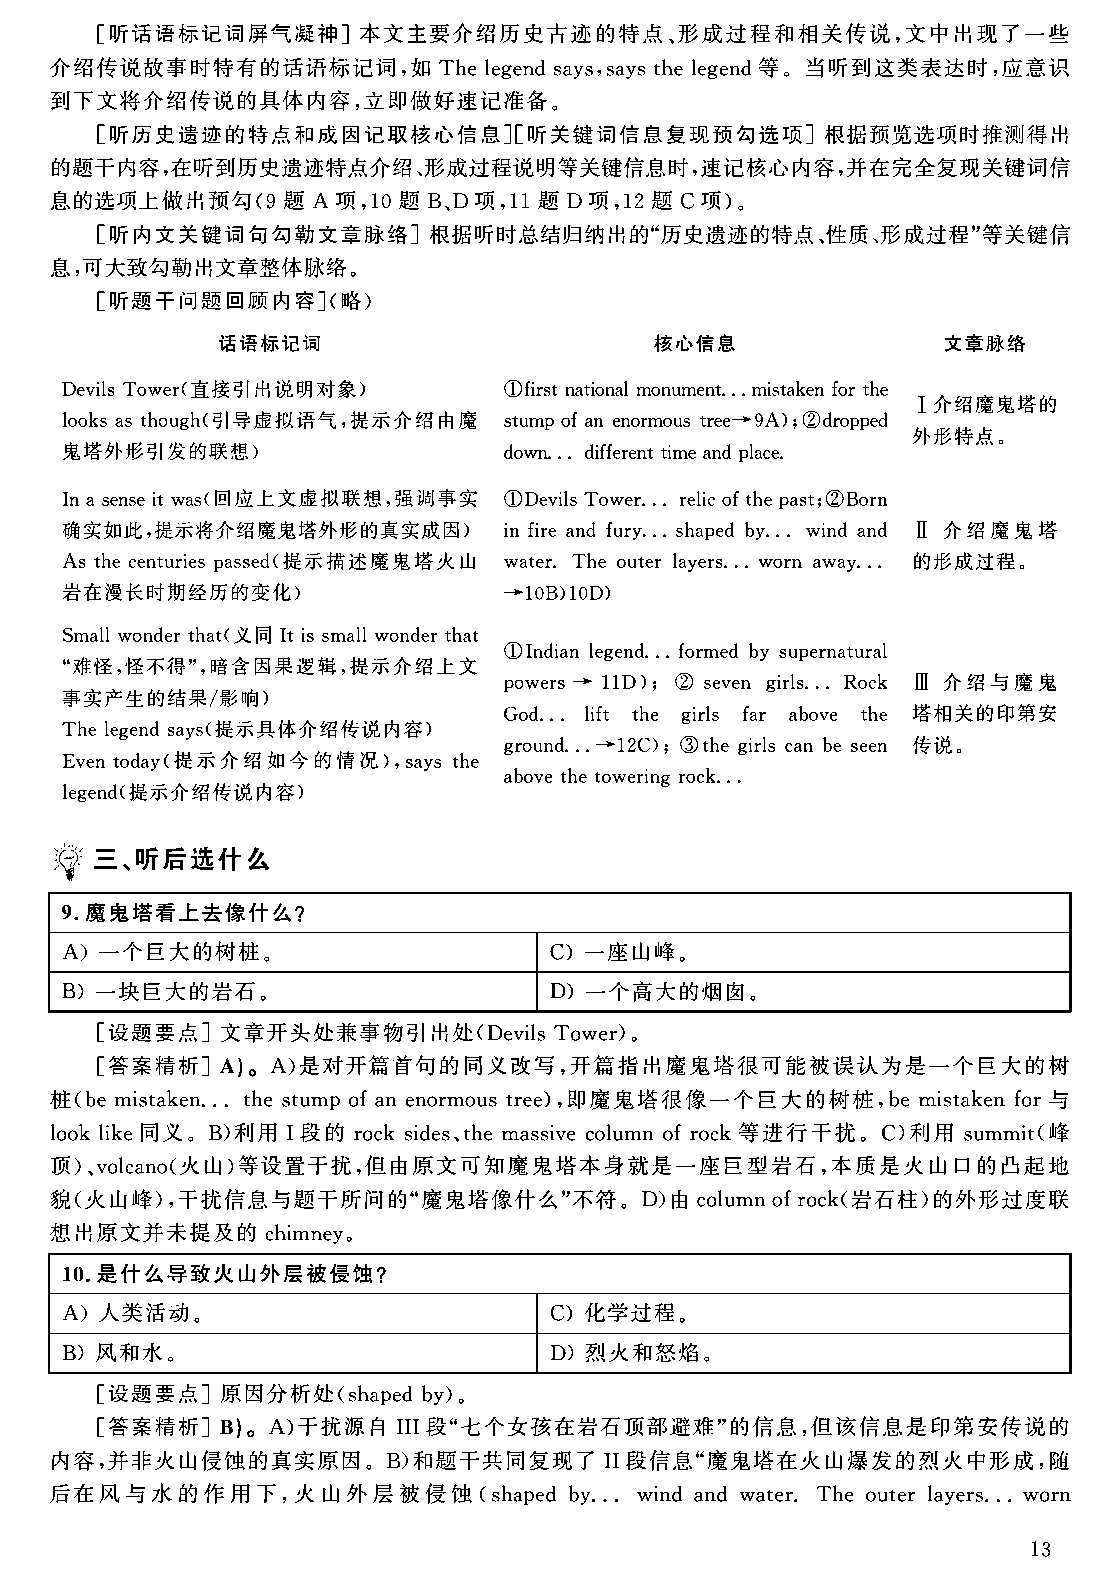 [听话语标记词屏气凝神] 本文主要介绍历史古迹的特点、形成过程和相关传说,文中出现了一些
介绍传说故事时特有的话语标记词,如 The legend says,says the legend 等。当听到这类表达时,应意识
到下文将介绍传说的具体内容,立即做好速记准备。
[听历史遗迹的特点和成因记取核心信息][听关键词信息复现预勾选项] 根据预览选项时推测得出
的题干内容,在听到历史遗迹特点介绍、形成过程说明等关键信息时,速记核心内容,并在完全复现关键词信
息的选项上做出预勾(9 题 A 项,10 题 B、D 项,11 题 D 项,12 题 C 项)。
[听内文关键词句勾勒文章脉络] 根据听时总结归纳出的“历史遗迹的特点、性质、形成过程”等关键信
息,可大致勾勒出文章整体脉络。
[听题干问题回顾内容](略)
话语标记词 核心信息 文章脉络
Devils Tower(直接引出说明对象)
looks as though(引导虚拟语气,提示介绍由魔
鬼塔外形引发的联想)
①first national monument...mistaken for the
stump of an enormous tree→9A);②dropped
down... different time and place.
Ⅰ介绍魔鬼塔的
外形特点。
In a sense it was(回应上文虚拟联想,强调事实
确实如此,提示将介绍魔鬼塔外形的真实成因)
As the centuries passed(提示描述魔鬼塔火山
岩在漫长时期经历的变化)
①Devils Tower... relic of the past;②Born
in fire and fury...shaped by... wind and
water. The outer layers...worn away...
→10B)10D)
Ⅱ 介绍魔鬼塔
的形成过程。
Small wonder that(义同 It is small wonder that
“难怪,怪不得”,暗含因果逻辑,提示介绍上文
事实产生的结果/影响)
The legend says(提示具体介绍传说内容)
Even today(提示介绍如今的情况),says the
legend(提示介绍传说内容)
①Indian legend...formed by supernatural
powers → 11D); ② seven girls... Rock
God... lift the girls far above the
ground...→12C);③the girls can be seen
above the towering rock...
Ⅲ 介绍与魔鬼
塔相关的印第安
传说。
三、听后选什么
9. 魔鬼塔看上去像什么?
A) 一个巨大的树桩。 C) 一座山峰。
B) 一块巨大的岩石。 D) 一个高大的烟囱。
[设题要点] 文章开头处兼事物引出处(Devils Tower)。
[答案精析] A)。A)是对开篇首句的同义改写,开篇指出魔鬼塔很可能被误认为是一个巨大的树
桩(be mistaken... the stump of an enormous tree),即魔鬼塔很像一个巨大的树桩,be mistaken for 与
look like 同义。B)利用 I 段的 rock sides、the massive column of rock 等进行干扰。C)利用 summit(峰
顶)、volcano(火山)等设置干扰,但由原文可知魔鬼塔本身就是一座巨型岩石,本质是火山口的凸起地
貌(火山峰),干扰信息与题干所问的“魔鬼塔像什么”不符。D)由 column of rock(岩石柱)的外形过度联
想出原文并未提及的 chimney。
10. 是什么导致火山外层被侵蚀?
A) 人类活动。 C) 化学过程。
B) 风和水。 D) 烈火和怒焰。
[设题要点] 原因分析处(shaped by)。
[答案精析] B)。A)干扰源自 III 段“七个女孩在岩石顶部避难”的信息,但该信息是印第安传说的
内容,并非火山侵蚀的真实原因。B)和题干共同复现了 II 段信息“魔鬼塔在火山爆发的烈火中形成,随
后在风与水的作用下,火山外层被侵蚀(shaped by... wind and water. The outer layers... worn
13